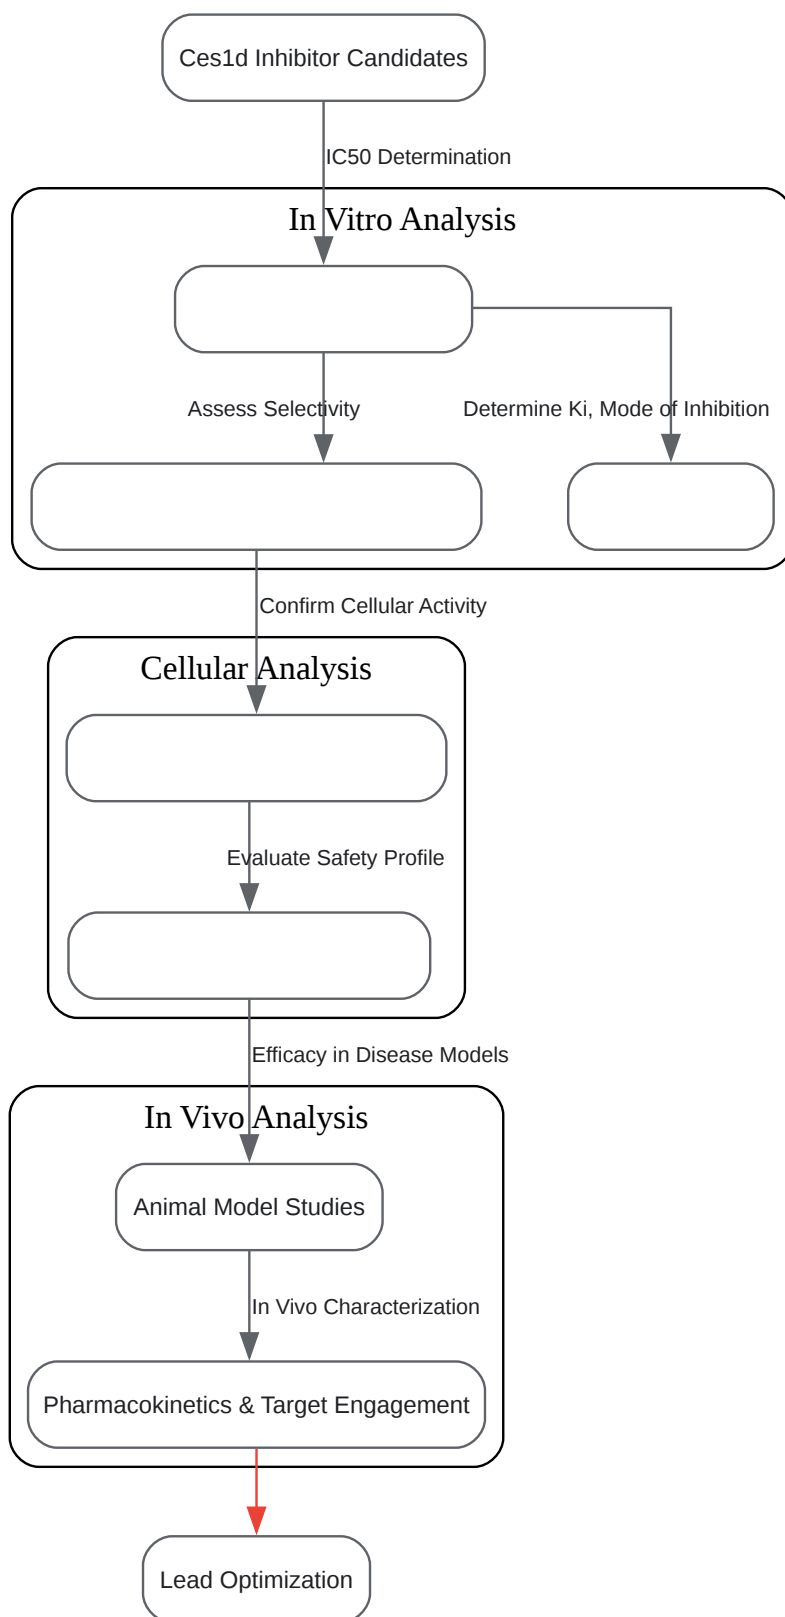 Ces1d Inhibitor Candidates
IC50 Determination
In Vitro Analysis
Assess Selectivity
Determine Ki, Mode of Inhibition
Confirm Cellular Activity
Cellular Analysis
Evaluate Safety Profile
Efficacy in Disease Models
In Vivo Analysis
Animal Model Studies
In Vivo Characterization
Pharmacokinetics & Target Engagement
Lead Optimization